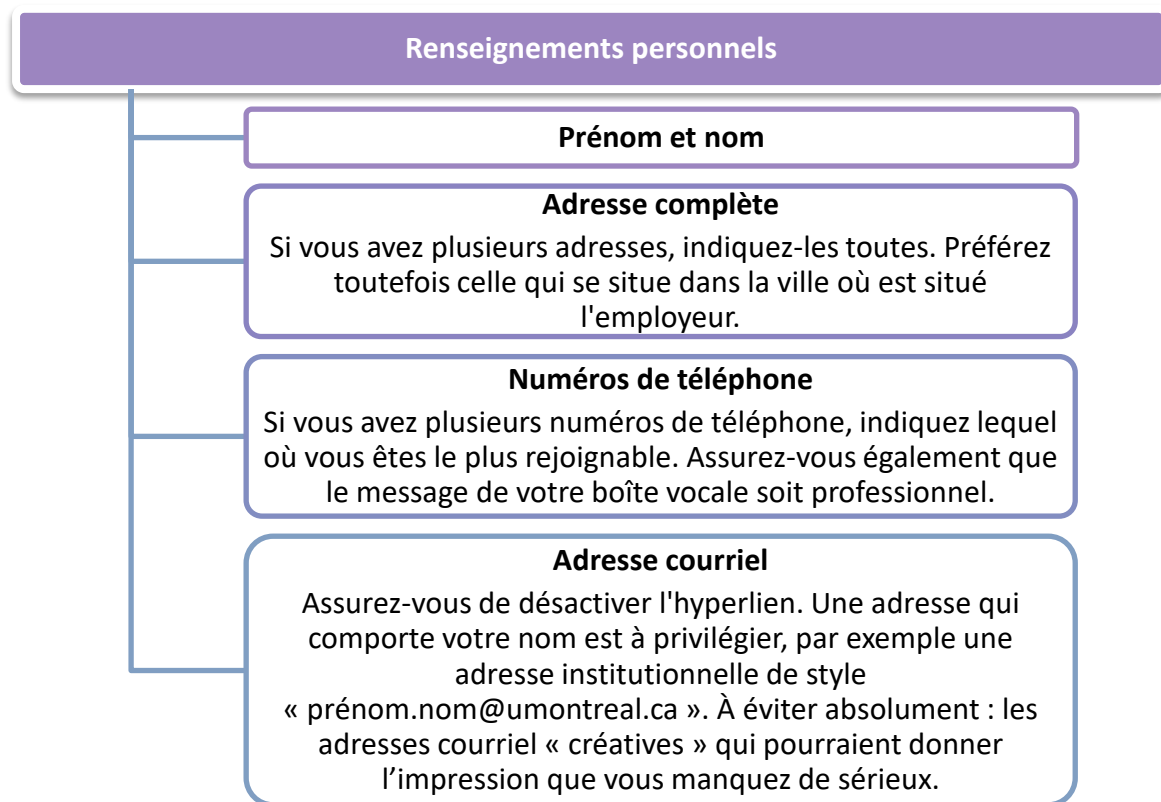 Renseignements personnels
Prénom et nom
Adresse complète
Si vous avez plusieurs adresses, indiquez-les toutes. Préférez
toutefois celle qui se situe dans la ville où est situé
l'employeur.
Numéros de téléphone
Si vous avez plusieurs numéros de téléphone, indiquez lequel
où vous êtes le plus rejoignable. Assurez-vous également que
le message de votre boîte vocale soit professionnel.
Adresse courriel
Assurez-vous de désactiver l'hyperlien. Une adresse qui
comporte votre nom est à privilégier, par exemple une
adresse institutionnelle de style
« prénom.nom@umontreal.ca ». À éviter absolument : les
adresses courriel « créatives » qui pourraient donner
l’impression que vous manquez de sérieux.